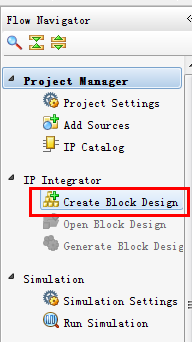 Flow Navigator
Project Manager
Project Settings
Add Sources
IP Catalog
IP Integrator
Create Block Design
Open Block Design
Generate Block Desig
Simulation
Simulation Settings
Run Simulation